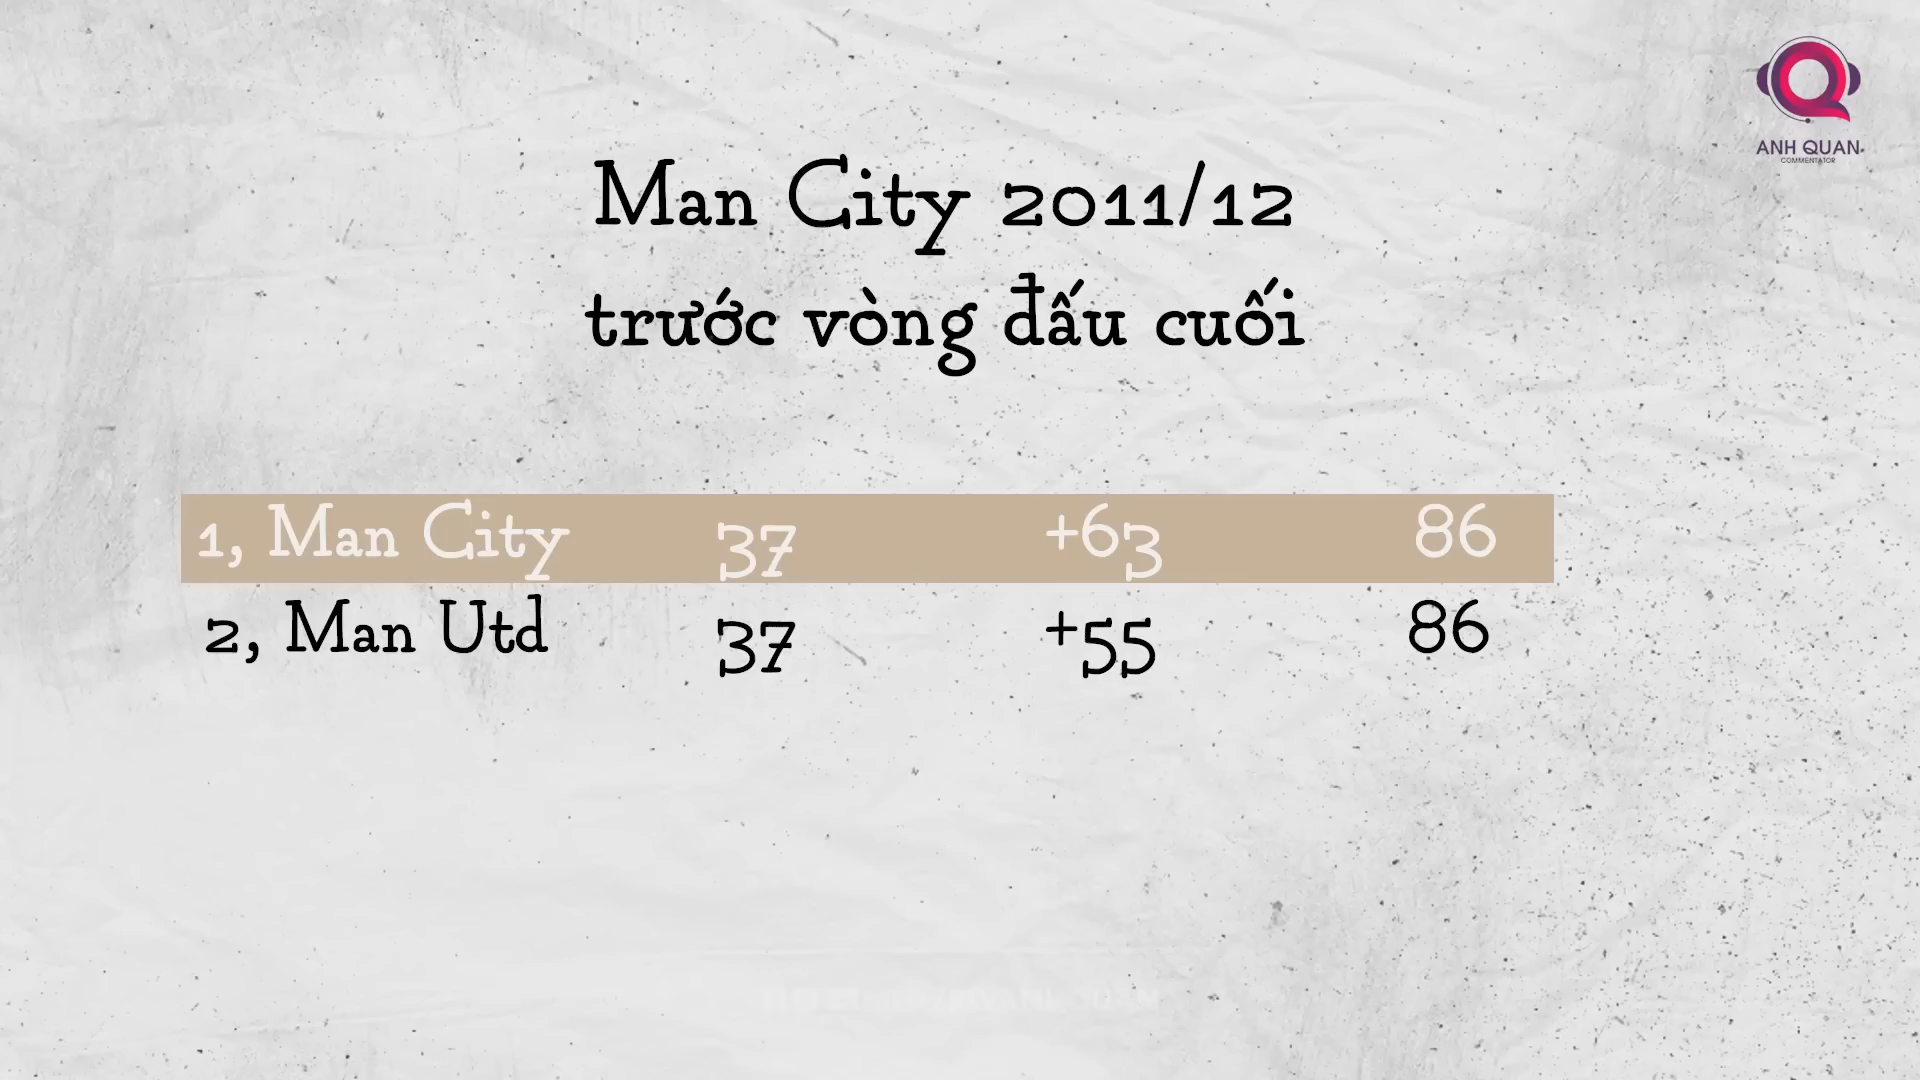 ANH QUAN
COMMENTATOR
Man City 2011/12
trước vòng đấu cuối
1, Man City 37 +63 86
2, Man Utd 37 +55 86